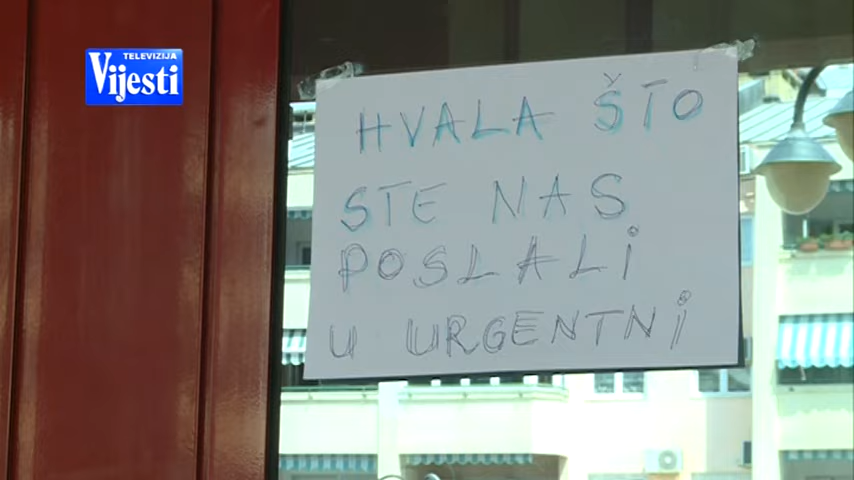 TELEVIZIJA
Vijesti
HVALA ŠTO
STE NAS
POSLALi
U URGENTNi